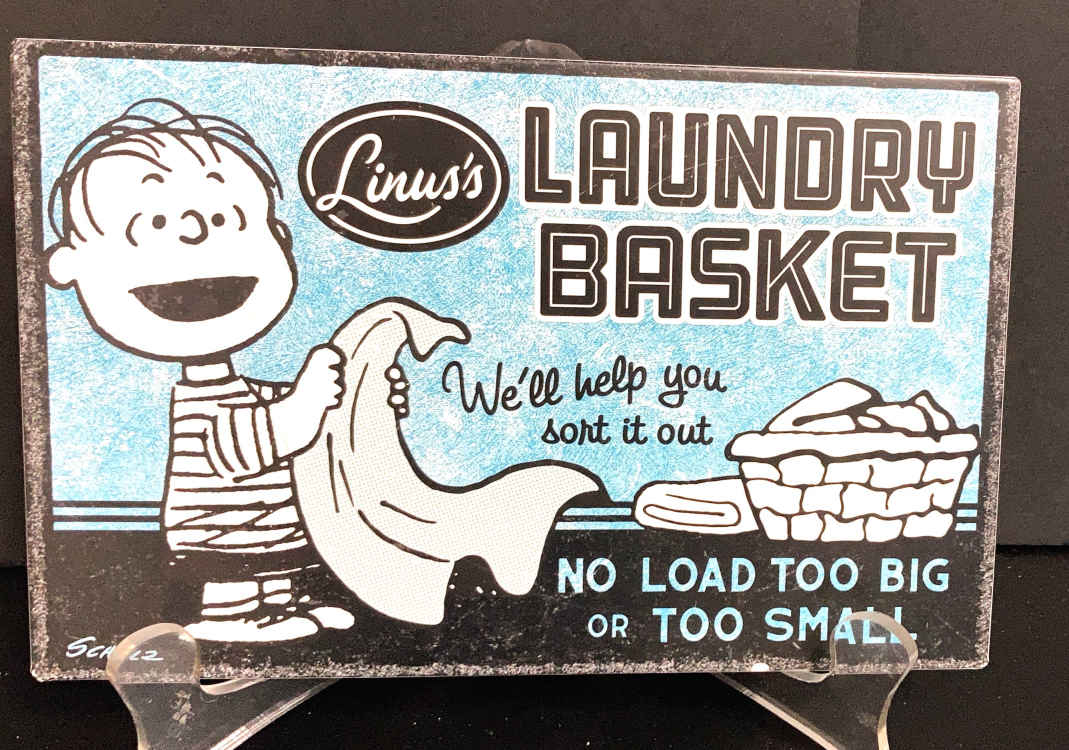 Linus's
LAUNDRY
BASKET
We'll help you
sort it out
NO LOAD TOO BIG
OR TOO SMALL